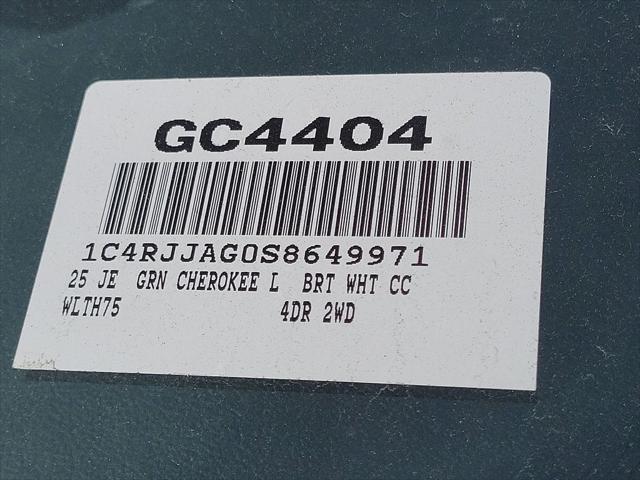 GC4404
1C4RJJAG0S8649971
25 JE GRN CHEROKEE L BRT WHT CC
WLTH75 4DR 2WD